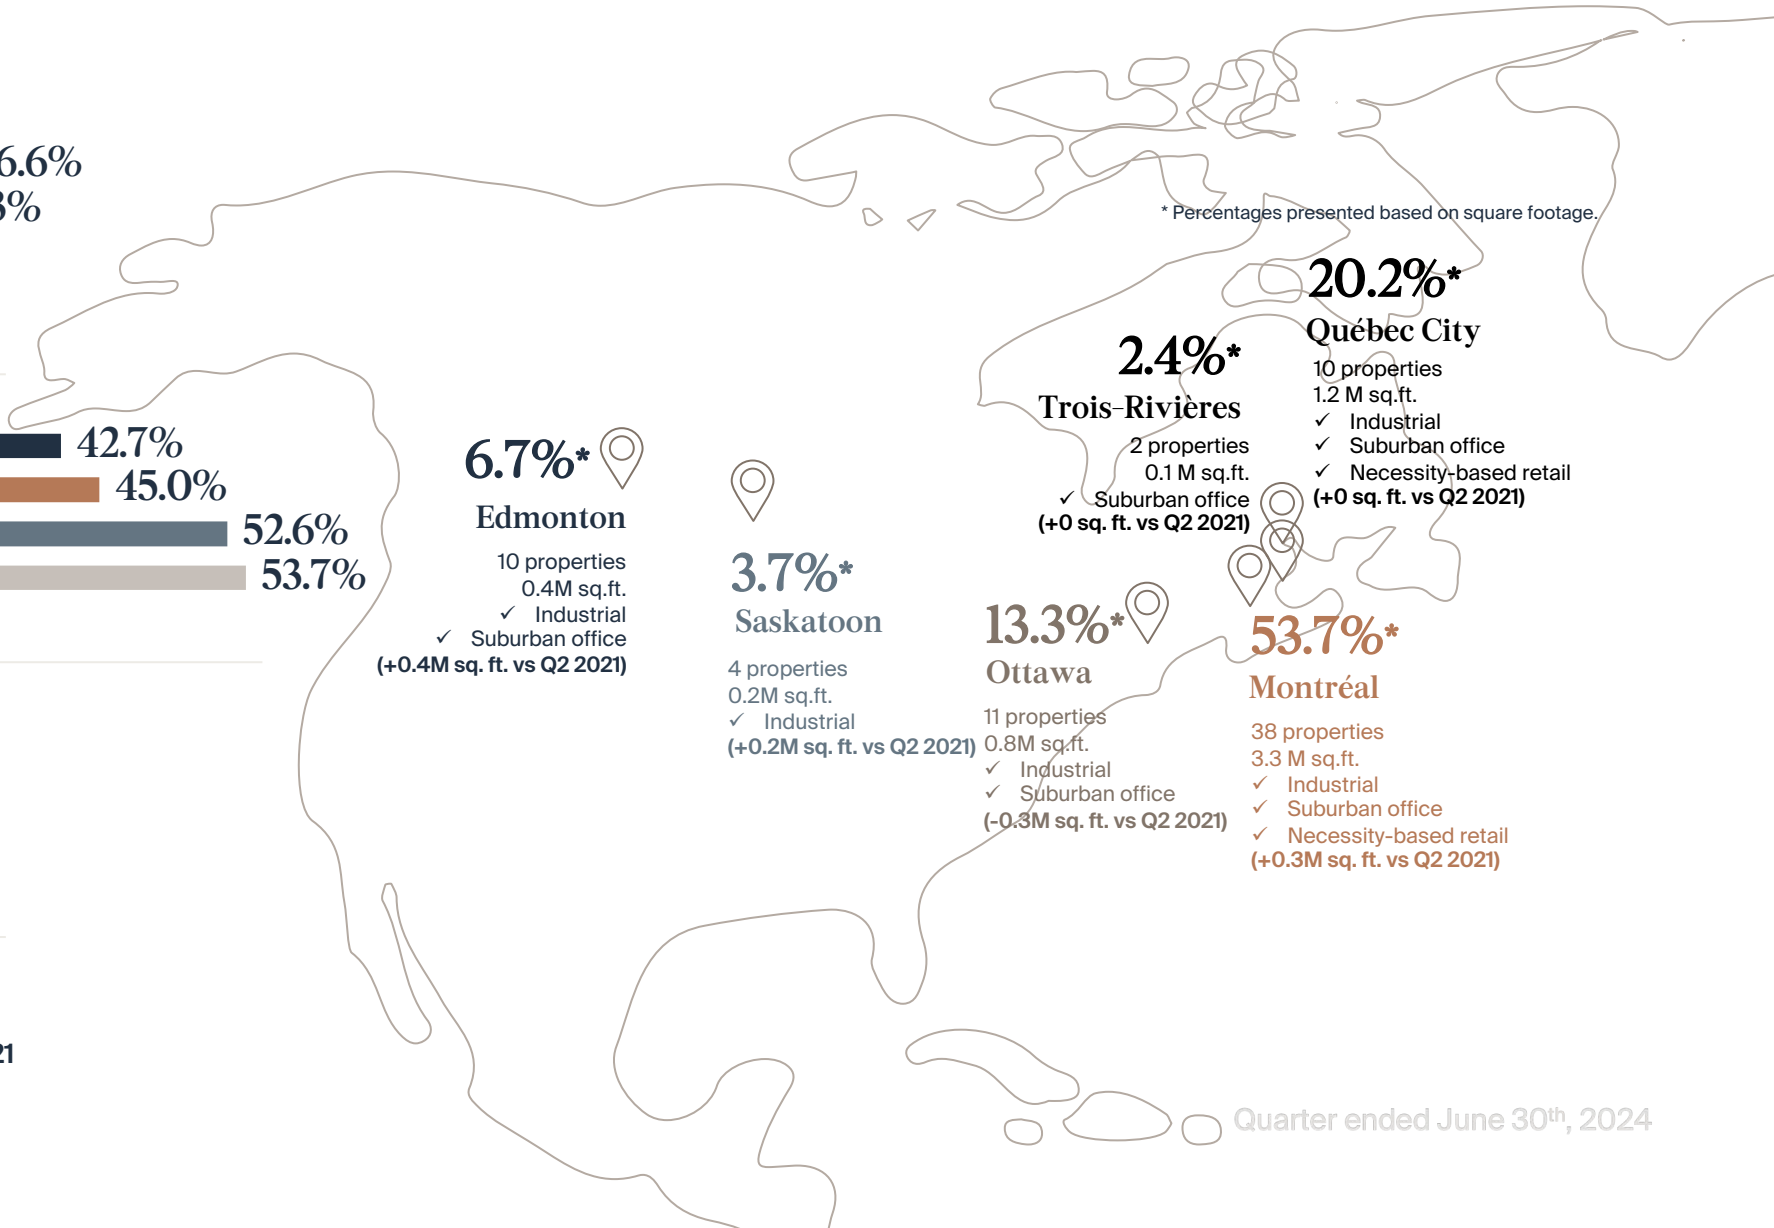 6.6%
3%
* Percentages presented based on square footage.
42.7%
45.0%
52.6%
53.7%
6.7%*
Edmonton
10 properties
0.4M sq.ft.
✓ Industrial
✓ Suburban office
(+0.4M sq. ft. vs Q2 2021)
3.7%*
Saskatoon
4 properties
0.2M sq.ft.
✓ Industrial
(+0.2M sq. ft. vs Q2 2021)
13.3%*
Ottawa
11 properties
0.8M sq.ft.
✓ Industrial
✓ Suburban office
(-0.3M sq. ft. vs Q2 2021)
2.4%*
Trois-Rivières
2 properties
0.1 M sq.ft.
✓ Suburban office
(+0 sq. ft. vs Q2 2021)
20.2%*
Québec City
10 properties
1.2 M sq.ft.
✓ Industrial
✓ Suburban office
✓ Necessity-based retail
(+0 sq. ft. vs Q2 2021)
53.7%*
Montréal
38 properties
3.3 M sq.ft.
✓ Industrial
✓ Suburban office
✓ Necessity-based retail
(+0.3M sq. ft. vs Q2 2021)
21
Quarter ended June 30th, 2024